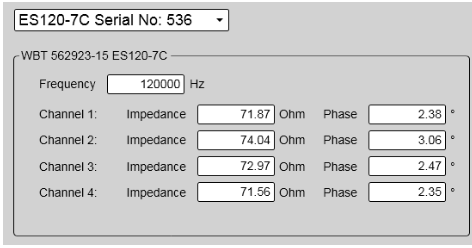 ES120-7C Serial No: 536
WBT 562923-15 ES120-7C
Frequency 120000 Hz
Channel 1: Impedance 71.87 Ohm Phase 2.38 °
Channel 2: Impedance 74.04 Ohm Phase 3.06 °
Channel 3: Impedance 72.97 Ohm Phase 2.47 °
Channel 4: Impedance 71.56 Ohm Phase 2.35 °